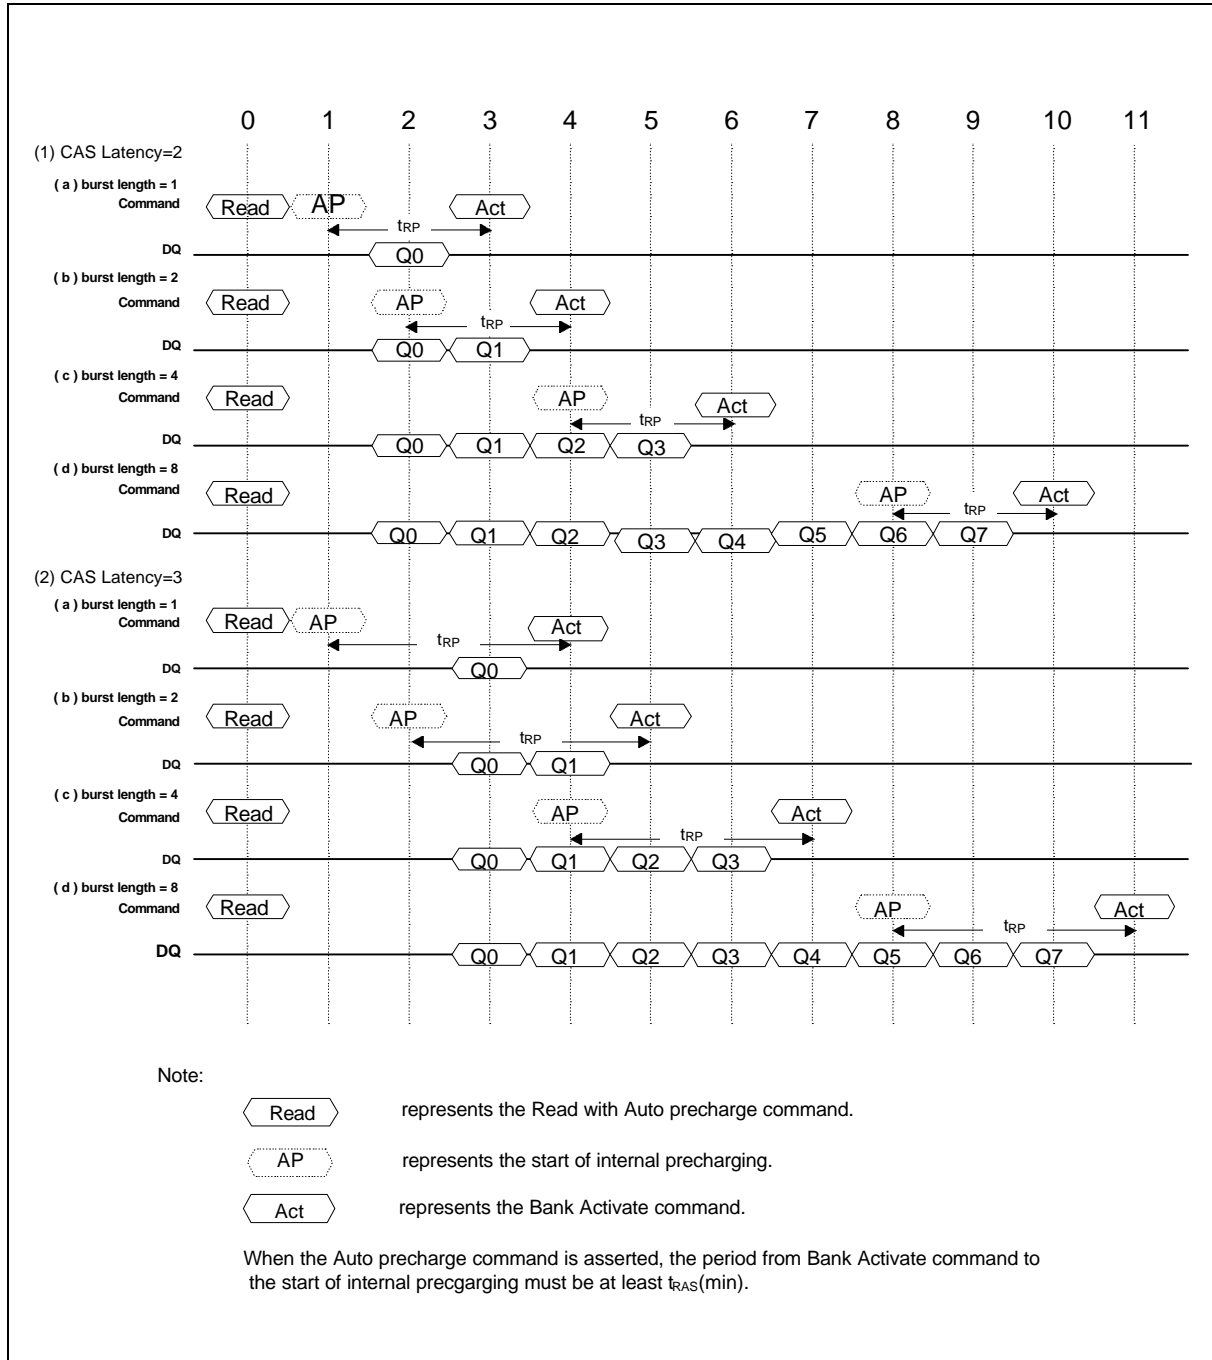 0 1 2 3 4 5 6 7 8 9 10 11
(1) CAS Latency=2
( a ) burst length = 1
Command Read AP Act
tRP
DQ Q0
( b ) burst length = 2
Command Read AP Act
tRP
DQ Q0 Q1
( c ) burst length = 4
Command Read AP Act
tRP
DQ Q0 Q1 Q2 Q3
( d ) burst length = 8
Command Read AP Act
tRP
DQ Q0 Q1 Q2 Q3 Q4 Q5 Q6 Q7
(2) CAS Latency=3
( a ) burst length = 1
Command Read AP Act
tRP
DQ Q0
( b ) burst length = 2
Command Read AP Act
tRP
DQ Q0 Q1
( c ) burst length = 4
Command Read AP Act
tRP
DQ Q0 Q1 Q2 Q3
( d ) burst length = 8
Command Read AP Act
tRP
DQ Q0 Q1 Q2 Q3 Q4 Q5 Q6 Q7
Note:
Read represents the Read with Auto precharge command.
AP represents the start of internal precharging.
Act represents the Bank Activate command.
When the Auto precharge command is asserted, the period from Bank Activate command to
the start of internal precgarging must be at least tRAS(min).